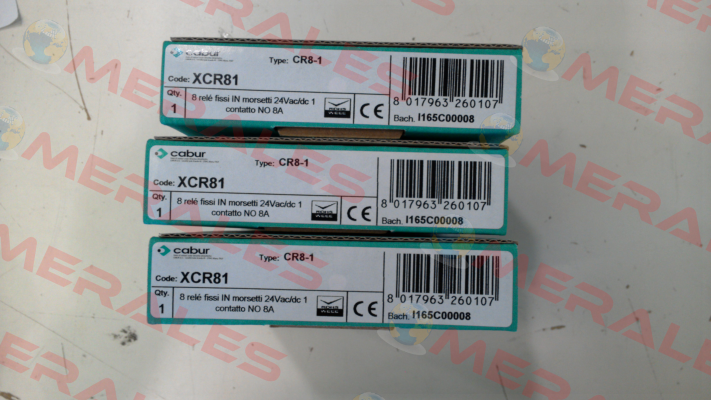 cabur
Type: CR8-1
Code: XCR81
Qty.
1
8 relé fissi IN morsetti 24Vac/dc 1
contatto NO 8A
CE
8 017963 260107
Bach. I165C00008
cabur
Type: CR8-1
Code: XCR81
Qty.
1
8 relé fissi IN morsetti 24Vac/dc 1
contatto NO 8A
CE
8 017963 260107
Bach. I165C00008
cabur
Type: CR8-1
Code: XCR81
Qty.
1
8 relé fissi IN morsetti 24Vac/dc 1
contatto NO 8A
CE
8 017963 260107
Bach. I165C00008
MERALES
MERALES
MERALES
MERALES
MERALES